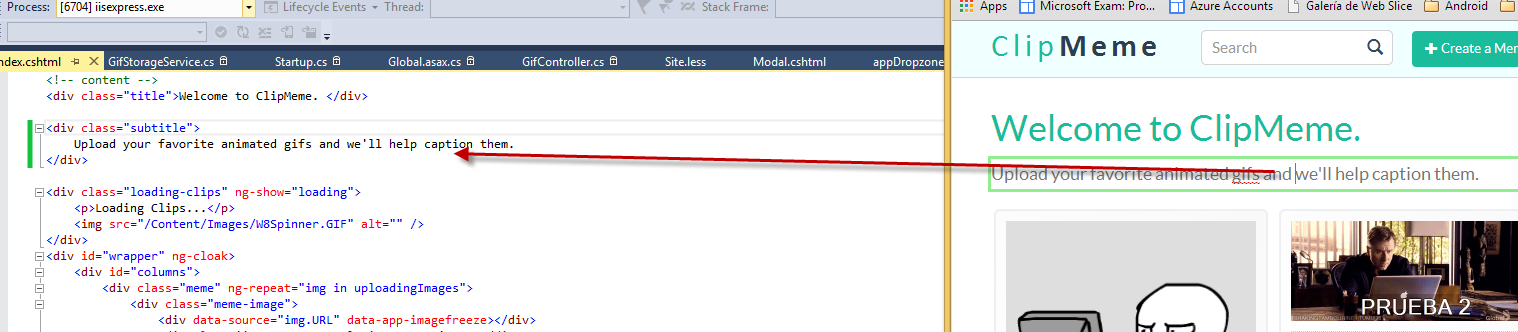 Process: [6704] iisexpress.exe Lifecycle Events Thread: Stack Frame:
ndex.cshtml GifStorageService.cs Startup.cs Global.asax.cs GifController.cs Site.less Modal.cshtml appDropzone
<!-- content -->
<div class="title">Welcome to ClipMeme. </div>
<div class="subtitle">
Upload your favorite animated gifs and we'll help caption them.
</div>
<div class="loading-clips" ng-show="loading">
<p>Loading Clips...</p>
<img src="/Content/Images/W8Spinner.GIF" alt="" />
</div>
<div id="wrapper" ng-cloak>
<div id="columns">
<div class="meme" ng-repeat="img in uploadingImages">
<div class="meme-image">
<div data-source="img.URL" data-app-imagefreeze></div>
Apps Microsoft Exam: Pro... Azure Accounts Galería de Web Slice Android
ClipMeme Search Create a Mem
Welcome to ClipMeme.
Upload your favorite animated gifs and we'll help caption them.
PRUEBA 2